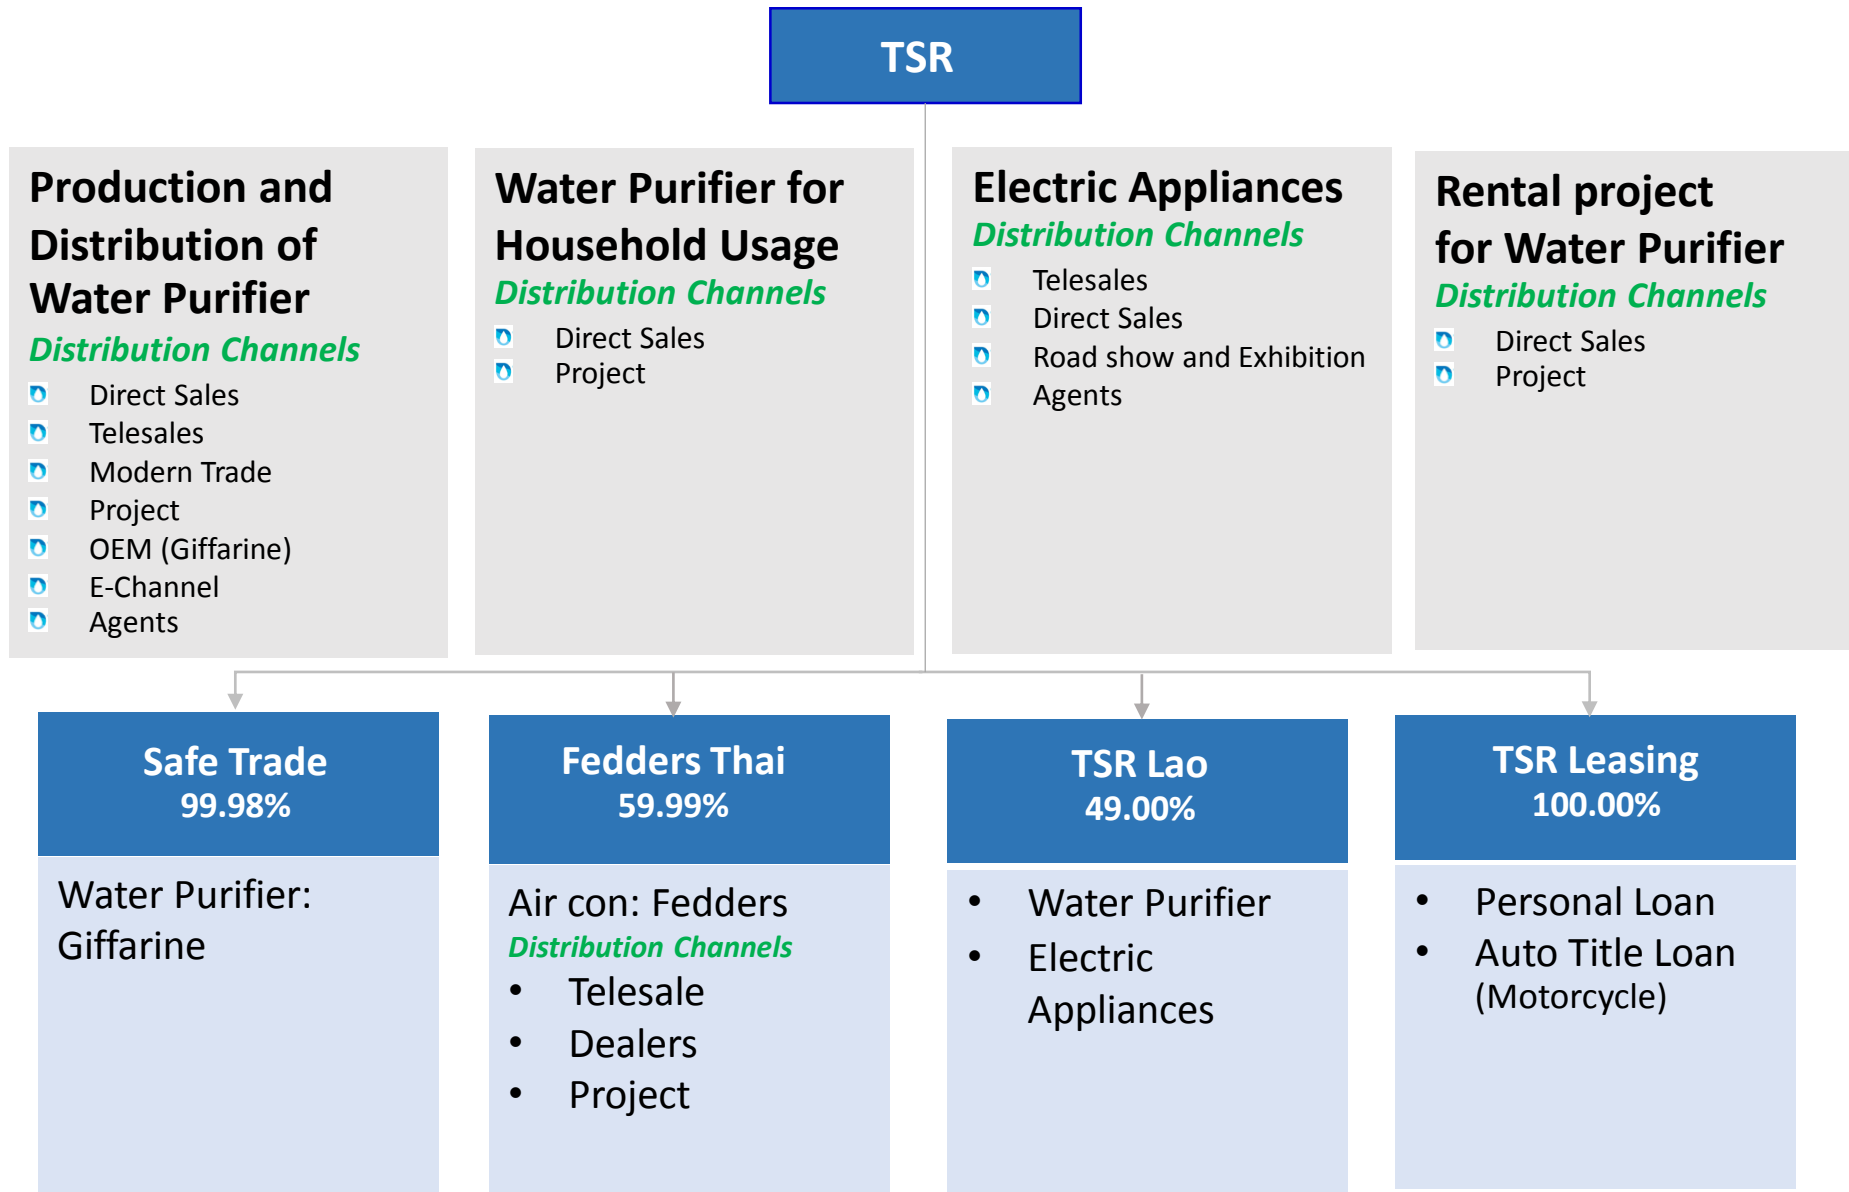 TSR
Production and
Distribution of
Water Purifier
Distribution Channels
Direct Sales
Telesales
Modern Trade
Project
OEM (Giffarine)
E-Channel
Agents
Water Purifier for
Household Usage
Distribution Channels
Direct Sales
Project
Electric Appliances
Distribution Channels
Telesales
Direct Sales
Road show and Exhibition
Agents
Rental project
for Water Purifier
Distribution Channels
Direct Sales
Project
Safe Trade
99.98%
Water Purifier:
Giffarine
Fedders Thai
59.99%
Air con: Fedders
Distribution Channels
• Telesale
• Dealers
• Project
TSR Lao
49.00%
• Water Purifier
• Electric
Appliances
TSR Leasing
100.00%
• Personal Loan
• Auto Title Loan
(Motorcycle)